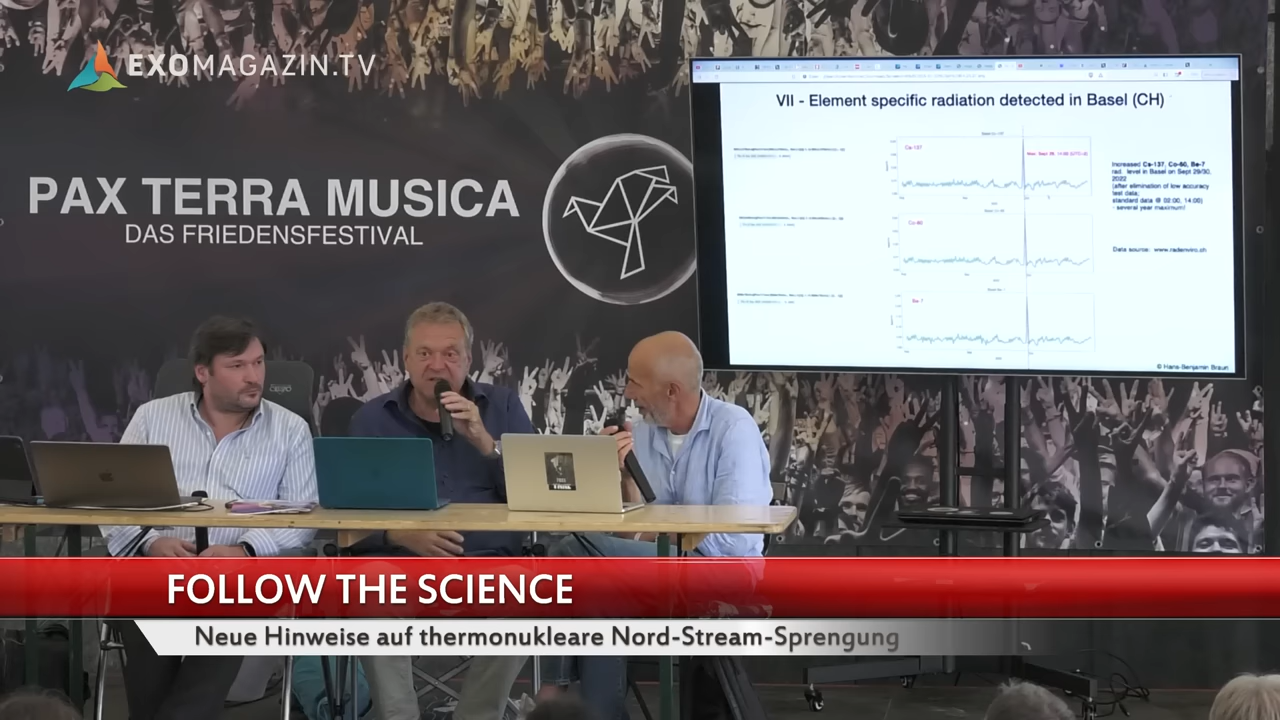 EXOMAGAZIN.TV
PAX TERRA MUSICA
DAS FRIEDENSFESTIVAL
VII - Element specific radiation detected in Basel (CH)
Cs-137
Co-60
Be-7
Increased Cs-137, Co-60, Be-7
rad. level in Basel on Sept 29/30,
2022
(after elimination of low accuracy
test data;
standard data @ 02:00, 14:00)
- several year maximum!
Data source: www.radenviro.ch
© Hans-Benjamin Braun
FOLLOW THE SCIENCE
Neue Hinweise auf thermonukleare Nord-Stream-Sprengung